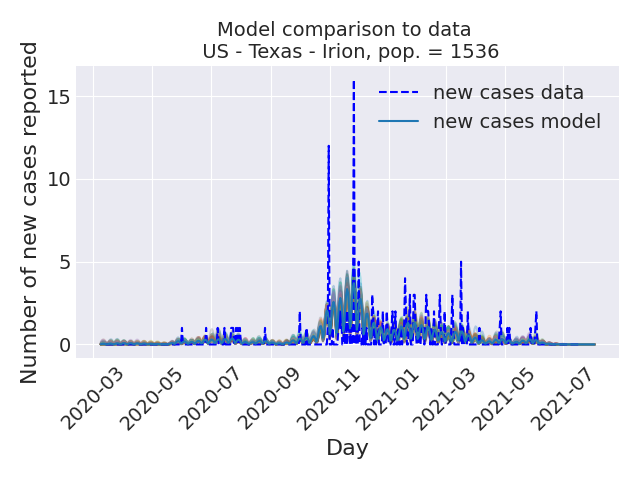 Model comparison to data
US - Texas - Irion, pop. = 1536
Number of new cases reported
15
10
5
0
new cases data
new cases model
2020-03
2020-05
2020-07
2020-09
2020-11
2021-01
2021-03
2021-05
2021-07
Day